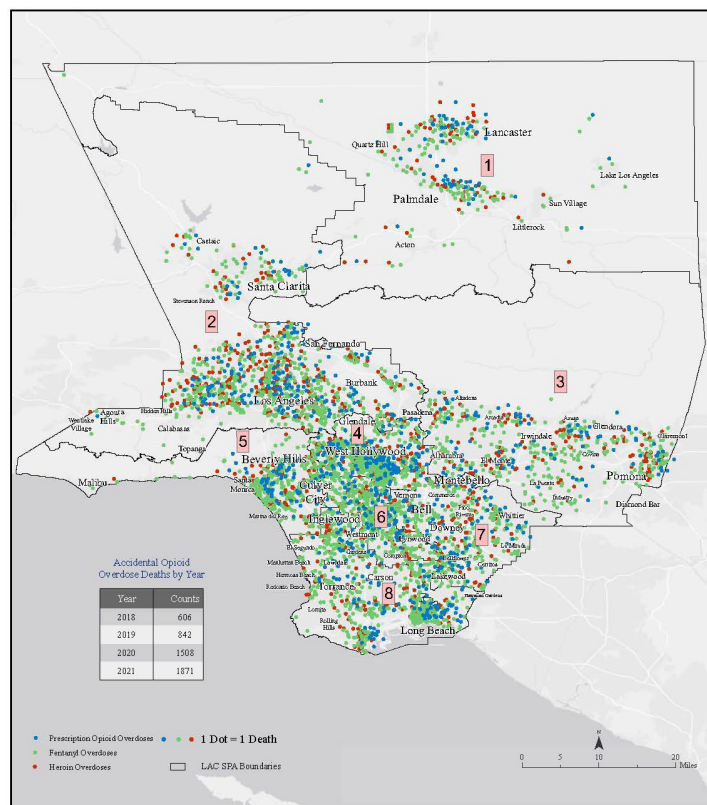 Lancaster
Quartz Hill
1
Lake Los Angeles
Palmdale
Sun Village
Littlerock
Castaic
Acton
Santa Clarita
Stevenson Ranch
2
San Fernando
3
Burbank
Los Angeles
Hidden Hills
Agoura
Hills
Westlake
Village
Calabasas
Topanga
Glendale
Pasadena
Altadena
Arcadia
Azusa
Glendora
Claremont
Irwindale
Covina
4
5
West Hollywood
Beverly Hills
Alhambra
El Monte
Pomona
Malibu
Santa
Monica
Culver
City
Montebello
La Puente
Industry
Diamond Bar
Vernon
Commerce
Marina del Rey
Inglewood
6
Bell
Pico
Rivera
Whittier
Westmont
Downey
7
Lynwood
La Mirada
El Segundo
Gardena
Compton
Bellflower
Manhattan Beach
Lawndale
Cerritos
Hermosa Beach
Carson
Lakewood
Redondo Beach
Torrance
8
Hawaiian Gardens
Lomita
Rolling
Hills
Long Beach
Accidental Opioid
Overdose Deaths by Year
Year Counts
2018 606
2019 842
2020 1508
2021 1871
Prescription Opioid Overdoses 1 Dot = 1 Death
Fentanyl Overdoses
Heroin Overdoses LAC SPA Boundaries
N
0 5 10 20
Miles